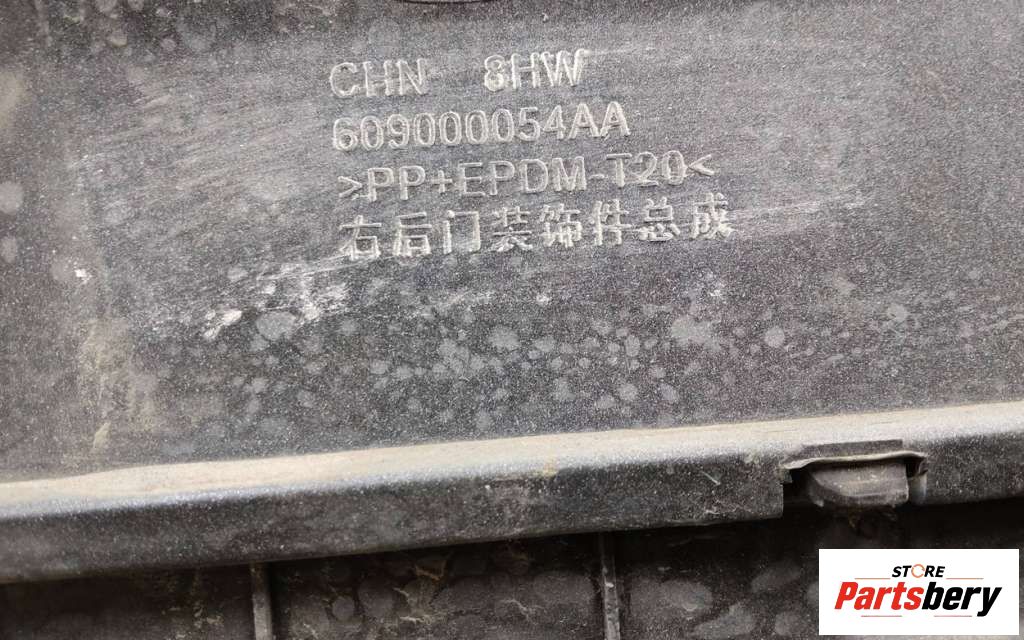 CHN 8HW
609000054AA
>PP+EPDM-T20<
右后门装饰件总成
STORE
Partsbery